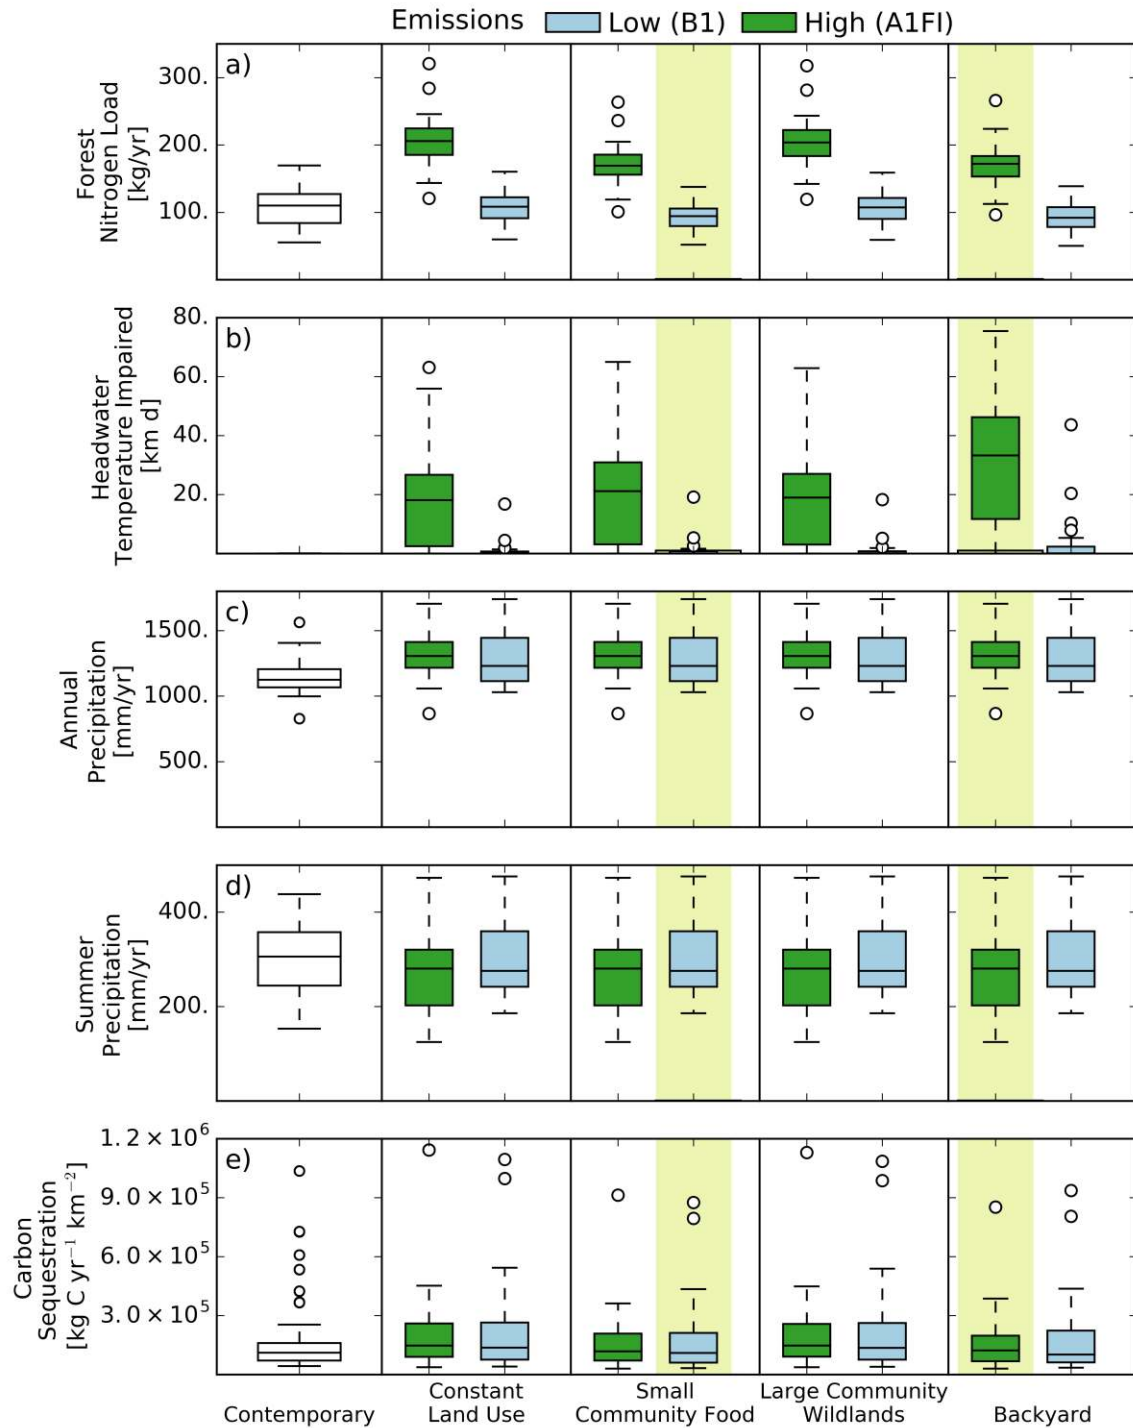 Emissions Low (B1) High (A1FI)
a)
Forest
Nitrogen Load
[kg/yr]
300.
200.
100.
b)
Headwater
Temperature Impaired
[km d]
80.
60.
40.
20.
c)
Annual
Precipitation
[mm/yr]
1500.
1000.
500.
d)
Summer
Precipitation
[mm/yr]
400.
200.
e)
Carbon
Sequestration
[kg C yr⁻¹ km⁻²]
1.2 × 10⁶
9.0 × 10⁵
6.0 × 10⁵
3.0 × 10⁵
Contemporary
Constant
Land Use
Small
Community Food
Large Community
Wildlands
Backyard